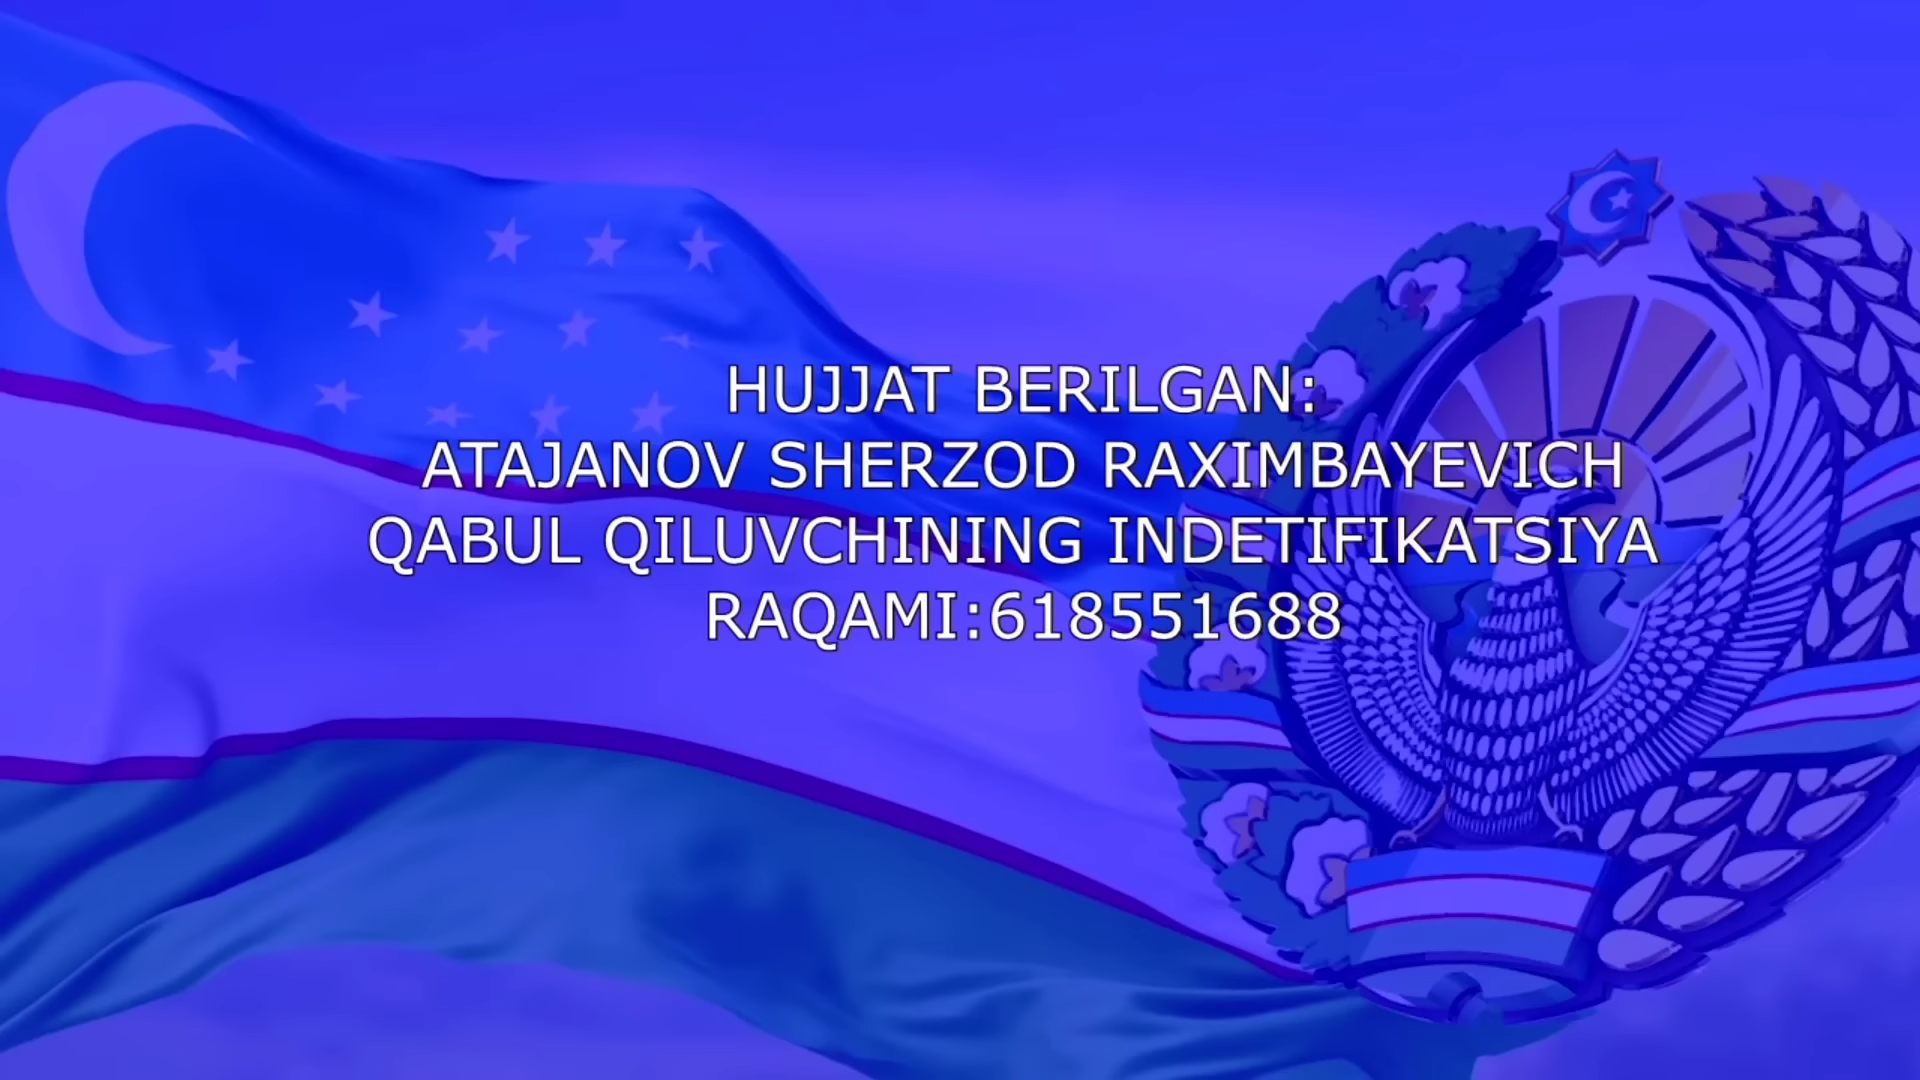 HUJJAT BERILGAN:
ATAJANOV SHERZOD RAXIMBAYEVICH
QABUL QILUVCHINING INDETIFIKATSIYA
RAQAMI:618551688